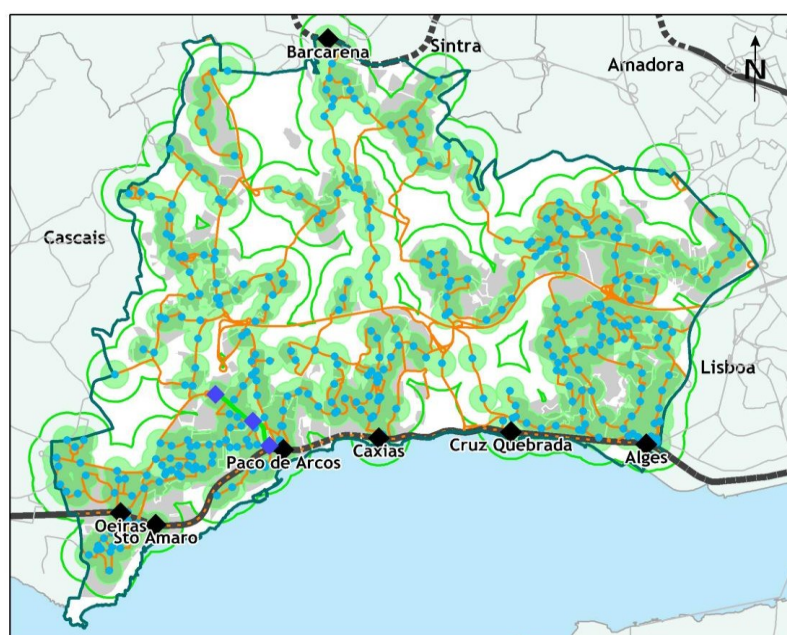 Barcarena
Sintra
Amadora
N
Cascais
Lisboa
Paco de Arcos
Caxias
Cruz Quebrada
Alges
Oeiras
Sto Amaro